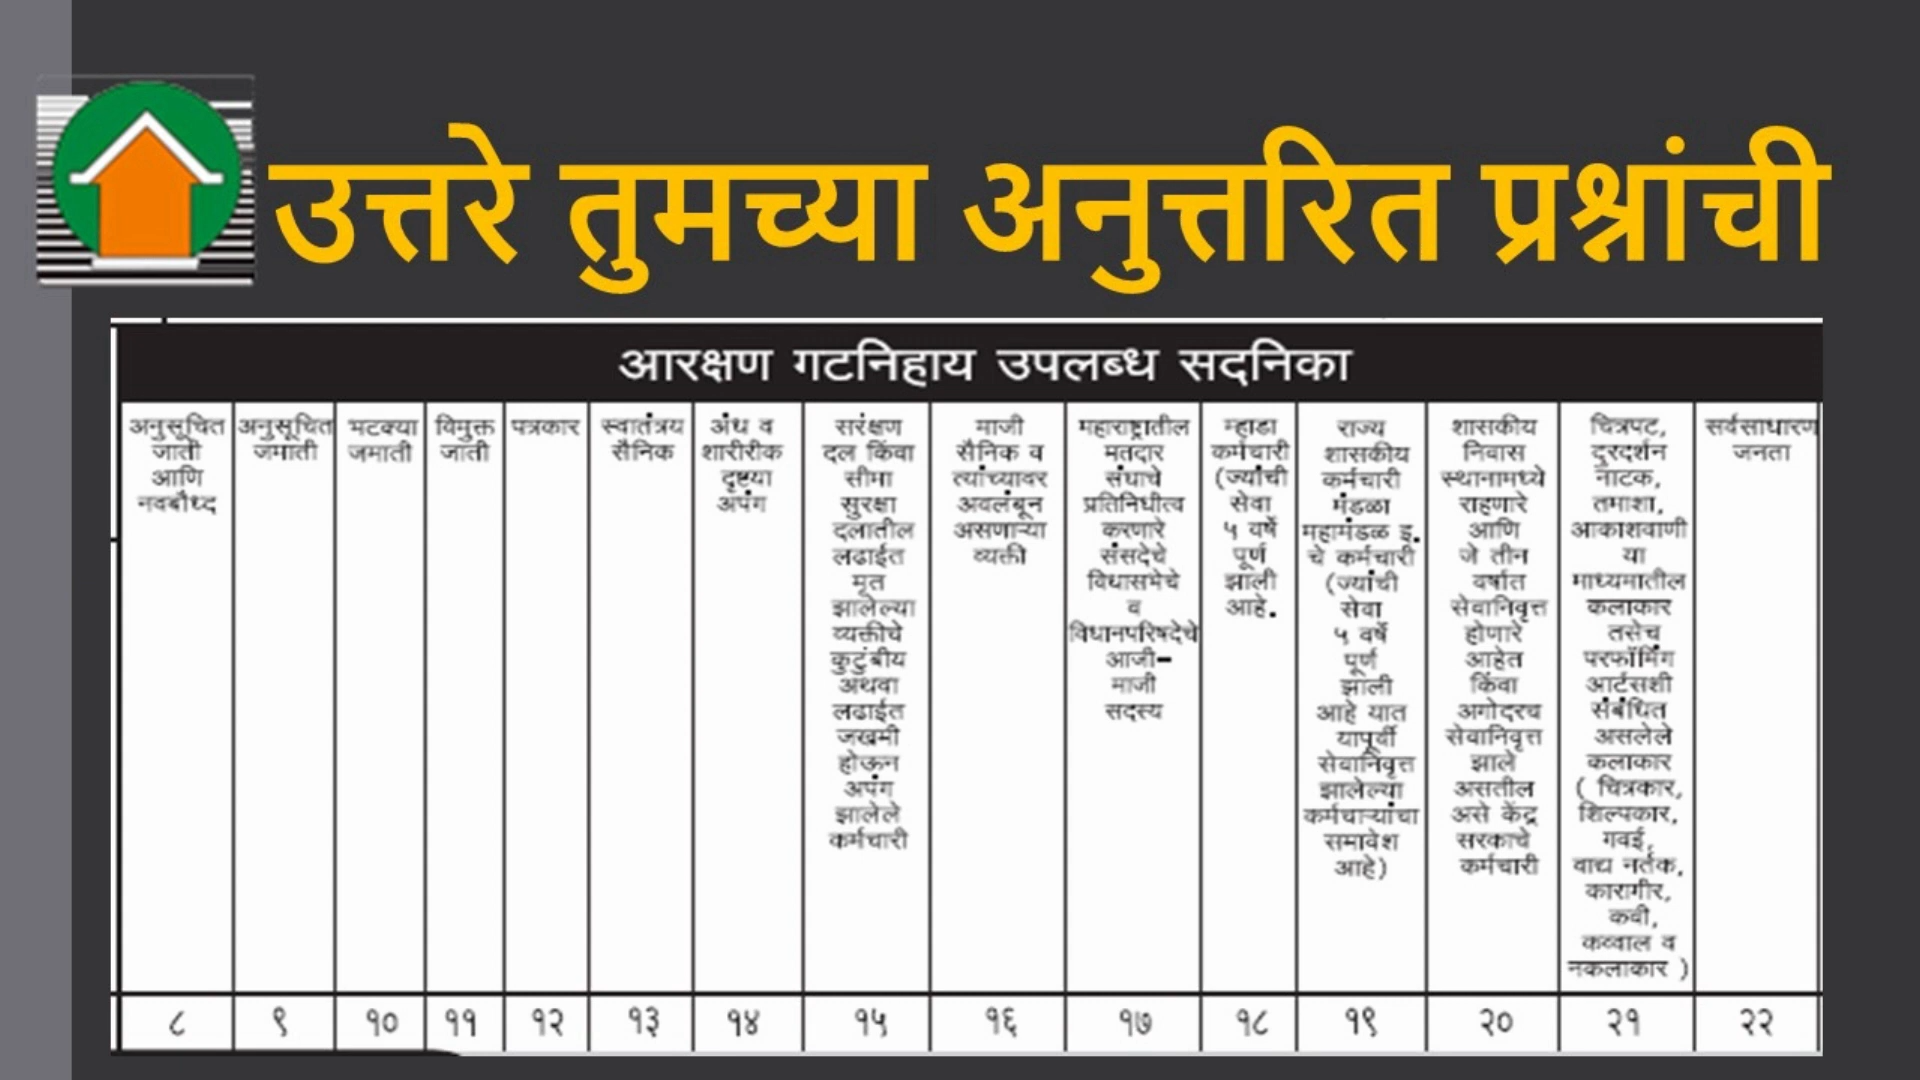 उत्तरे तुमच्या अनुत्तरित प्रश्नांची
आरक्षण गटनिहाय उपलब्ध सदनिका
अनुसूचित
जाती
आणि
नवबौध्द
अनुसूचित
जमाती
भटक्या
जमाती
विमुक्त
जाती
पत्रकार
स्वातंत्रय
सैनिक
अंध व
शारीरीक
दृष्टया
अपंग
सरंक्षण
दल किंवा
सीमा
सुरक्षा
दलातील
लढाईत
मृत
झालेल्या
व्यक्तीचे
कुटुंबीय
अथवा
लढाईत
जखमी
होऊन
अपंग
झालेले
कर्मचारी
माजी
सैनिक व
त्यांच्यावर
अवलंबून
असणाऱ्या
व्यक्ती
महाराष्ट्रातील
मतदार
संघाचे
प्रतिनिधीत्व
करणारे
संसदेचे
विधासभेचे
व
विधानपरिषदेचे
आजी-
माजी
सदस्य
म्हाडा
कर्मचारी
(ज्यांची
सेवा
५ वर्षे
पूर्ण
झाली
आहे.
राज्य
शासकीय
कर्मचारी
मंडळा
महामंडळ इ.
चे कर्मचारी
(ज्यांची
सेवा
५ वर्षे
पूर्ण
झाली
आहे यात
यापूर्वी
सेवानिवृत्त
झालेल्या
कर्मचाऱ्यांचा
समावेश
आहे)
शासकीय
निवास
स्थानामध्ये
राहणारे
आणि
जे तीन
वर्षात
सेवानिवृत्त
होणारे
आहेत
किंवा
अगोदरच
सेवानिवृत्त
झाले
असतील
असे केंद्र
सरकाचे
कर्मचारी
चित्रपट,
दुरदर्शन
नाटक,
तमाशा,
आकाशवाणी
या
माध्यमातील
कलाकार
तसेच
परफॉर्मिंग
आर्टसशी
संबंधित
असलेले
कलाकार
( चित्रकार,
शिल्पकार,
गवई,
वाद्य नर्तक,
कारागीर,
कवी,
कव्वाल व
नकलाकार )
सर्वसाधारण
जनता
८ ९ १० ११ १२ १३ १४ १५ १६ १७ १८ १९ २० २१ २२